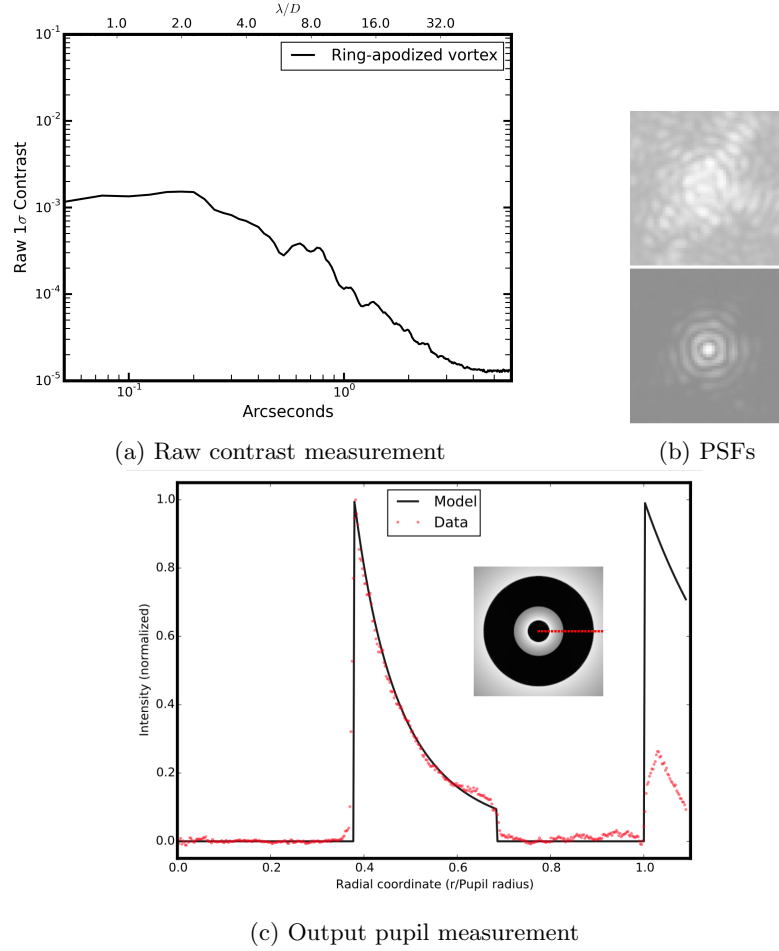 λ/D
1.0 2.0 4.0 8.0 16.0 32.0
10⁻¹
10⁻²
10⁻³
10⁻⁴
10⁻⁵
Raw 1σ Contrast
Ring-apodized vortex
10⁻¹ 10⁰
Arcseconds
(a) Raw contrast measurement
(b) PSFs
1.0
0.8
0.6
0.4
0.2
0.0
Intensity (normalized)
Model
Data
0.0 0.2 0.4 0.6 0.8 1.0
Radial coordinate (r/Pupil radius)
(c) Output pupil measurement